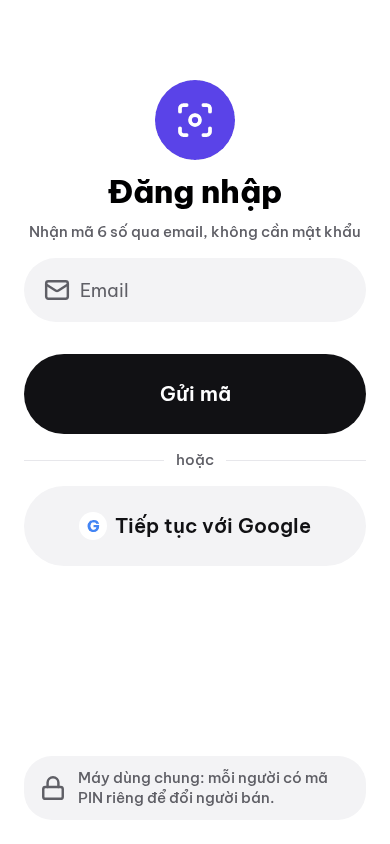 Đăng nhập
Nhận mã 6 số qua email, không cần mật khẩu
Email
Gửi mã
hoặc
G Tiếp tục với Google
Máy dùng chung: mỗi người có mã
PIN riêng để đổi người bán.